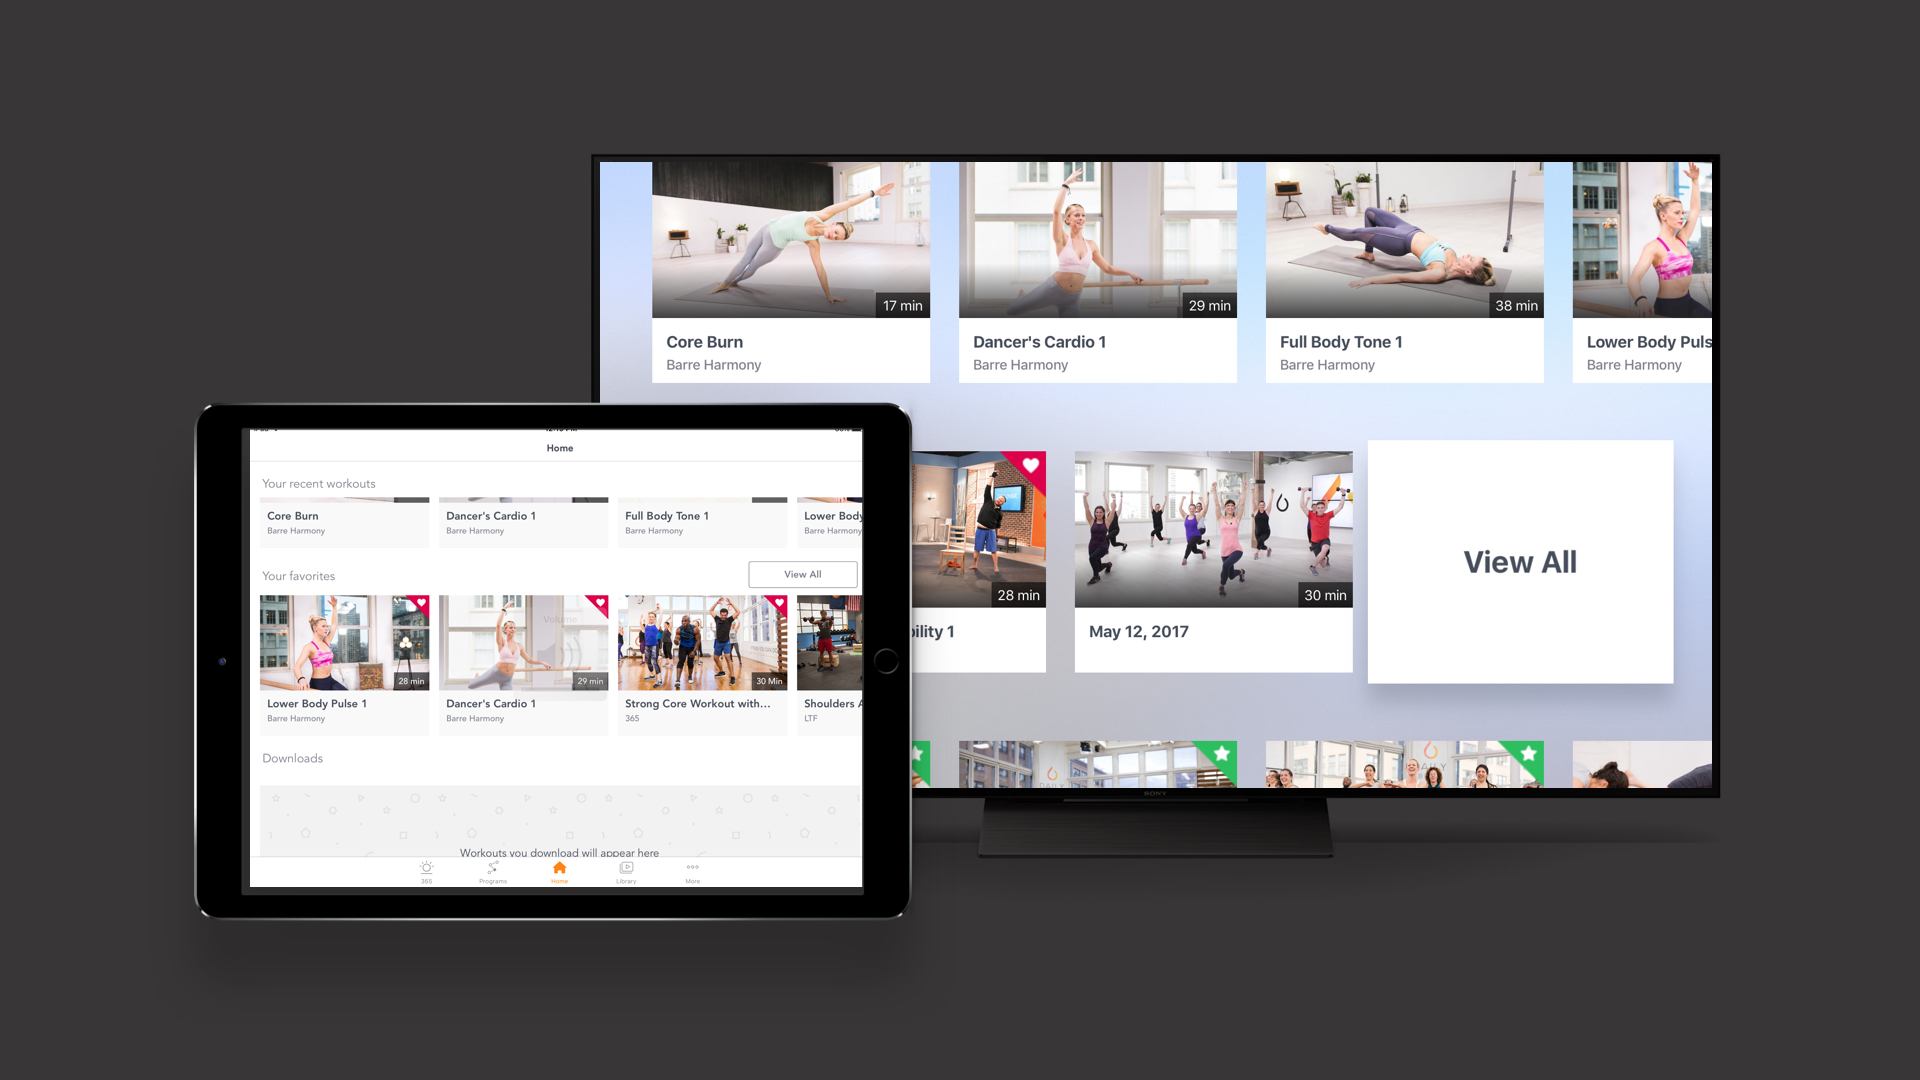 17 min
29 min
38 min
Core Burn
Barre Harmony
Dancer's Cardio 1
Barre Harmony
Full Body Tone 1
Barre Harmony
Lower Body Puls
Barre Harmony
28 min
bility 1
30 min
May 12, 2017
View All
SONY
Home
Your recent workouts
Core Burn
Barre Harmony
Dancer's Cardio 1
Barre Harmony
Full Body Tone 1
Barre Harmony
Lower Body
Barre Harmony
Your favorites
View All
Volume
28 min
29 min
30 Min
Lower Body Pulse 1
Barre Harmony
Dancer's Cardio 1
Barre Harmony
Strong Core Workout with...
365
Shoulders A
LTF
Downloads
Workouts you download will appear here
365
Programs
Home
Library
More